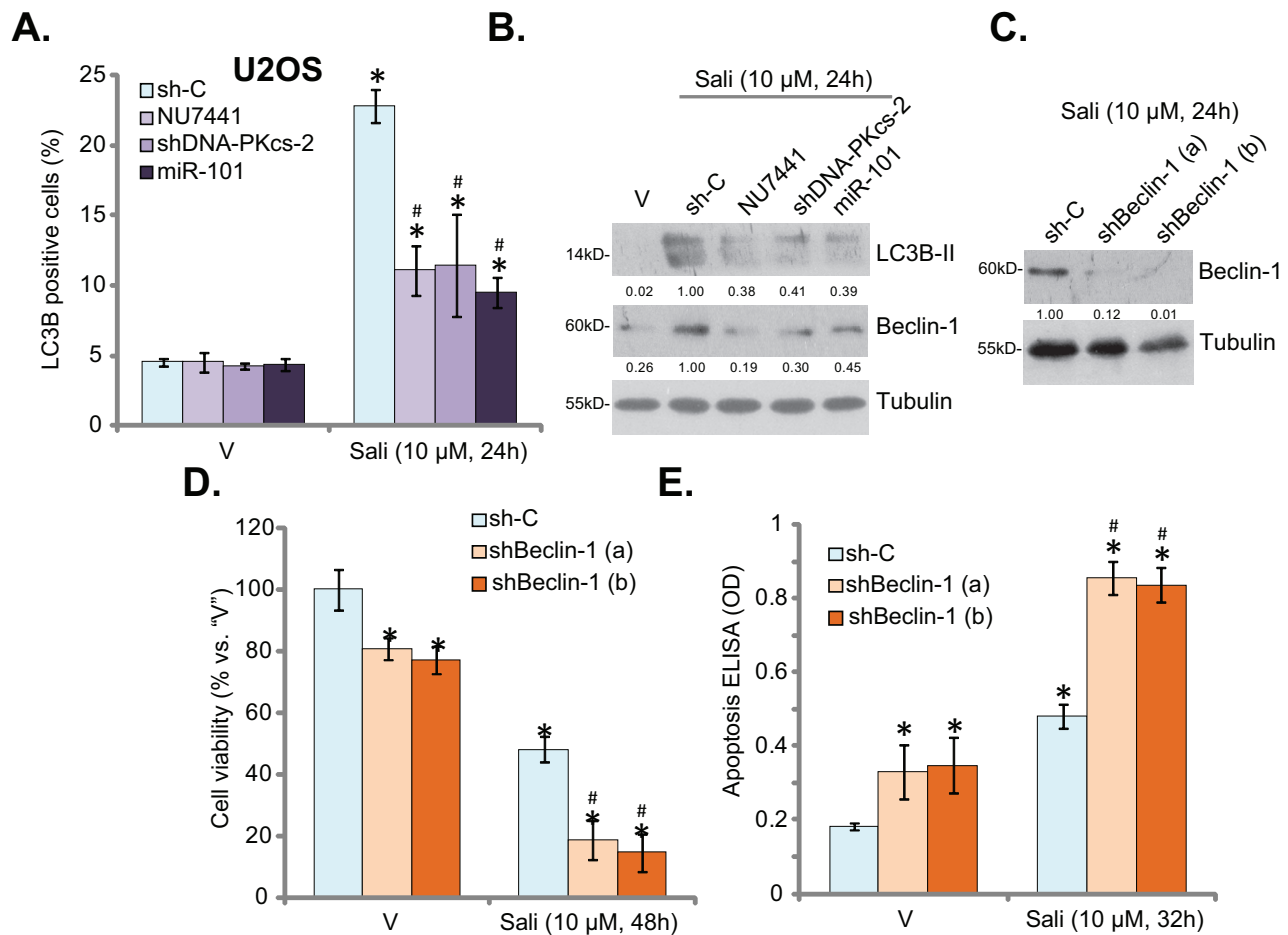 A.
U2OS
LC3B positive cells (%)
25
20
15
10
5
0
sh-C
NU7441
shDNA-PKcs-2
miR-101
*
#
*
#
*
#
*
V
Sali (10 µM, 24h)
B.
Sali (10 µM, 24h)
V
sh-C
NU7441
shDNA-PKcs-2
miR-101
14kD-
LC3B-II
0.02 1.00 0.38 0.41 0.39
60kD-
Beclin-1
0.26 1.00 0.19 0.30 0.45
55kD-
Tubulin
C.
Sali (10 µM, 24h)
sh-C
shBeclin-1 (a)
shBeclin-1 (b)
60kD-
Beclin-1
1.00 0.12 0.01
55kD-
Tubulin
D.
Cell viability (% vs. “V”)
120
100
80
60
40
20
0
sh-C
shBeclin-1 (a)
shBeclin-1 (b)
*
*
*
#
*
#
*
V
Sali (10 µM, 48h)
E.
Apoptosis ELISA (OD)
1
0.8
0.6
0.4
0.2
0
sh-C
shBeclin-1 (a)
shBeclin-1 (b)
*
*
*
#
*
#
*
V
Sali (10 µM, 32h)